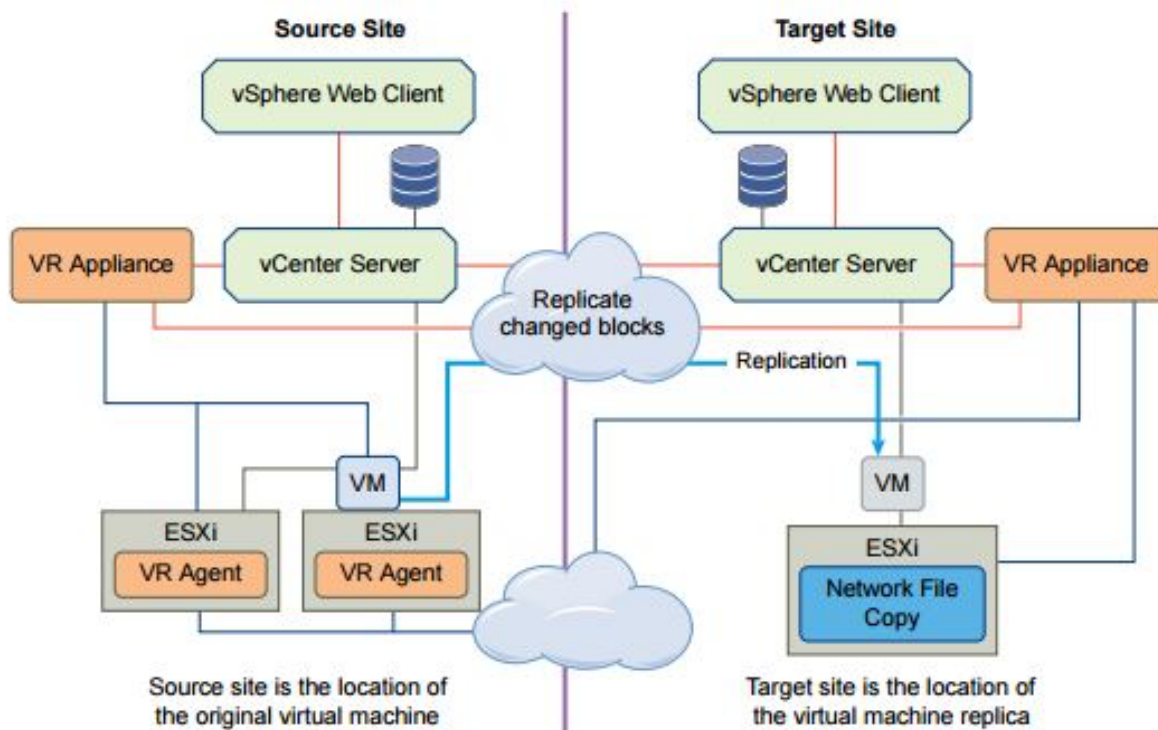 Source Site
Target Site
vSphere Web Client
vSphere Web Client
VR Appliance
vCenter Server
vCenter Server
VR Appliance
Replicate
changed blocks
Replication
VM
VM
ESXi
ESXi
ESXi
VR Agent
VR Agent
Network File
Copy
Source site is the location of
the original virtual machine
Target site is the location of
the virtual machine replica